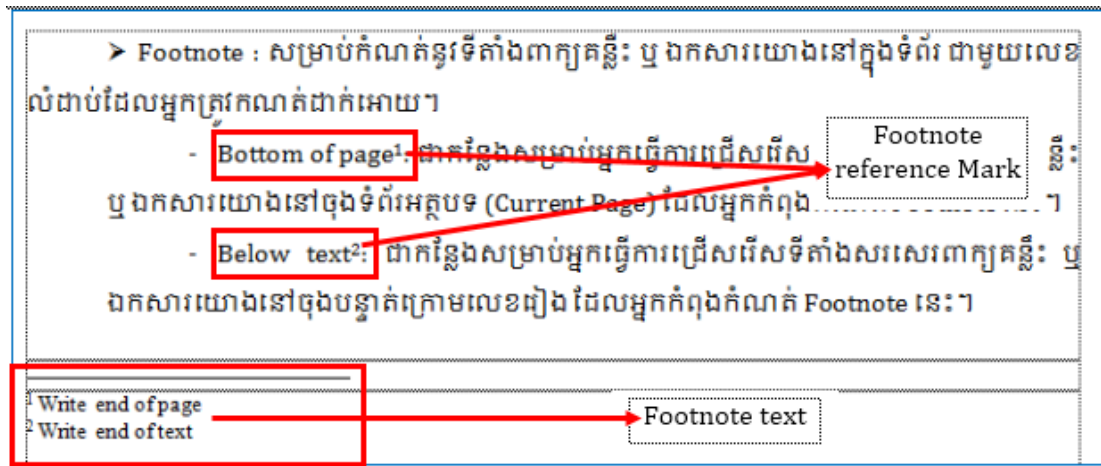 ➤ Footnote : សម្រាប់កំណត់នូវទីតាំងពាក្យគន្លឹះ ឬ ឯកសារយោងនៅក្នុងទំព័រ ជាមួយលេខ
លំដាប់ដែលអ្នកត្រូវកណត់ដាក់អោយ។
- Bottom of page¹: ជាកន្លែងសម្រាប់អ្នកធ្វើការជ្រើសរើស
Footnote
reference Mark
ឬ ឯកសារយោងនៅចុងទំព័រអត្ថបទ (Current Page) ដែលអ្នកកំពុង
- Below text²: ជាកន្លែងសម្រាប់អ្នកធ្វើការជ្រើសរើសទីតាំងសរសេរពាក្យគន្លឹះ ឬ
ឯកសារយោងនៅចុងបន្ទាត់ក្រោមលេខរៀង ដែលអ្នកកំពុងកំណត់ Footnote នេះ។
¹ Write end of page
² Write end of text
Footnote text